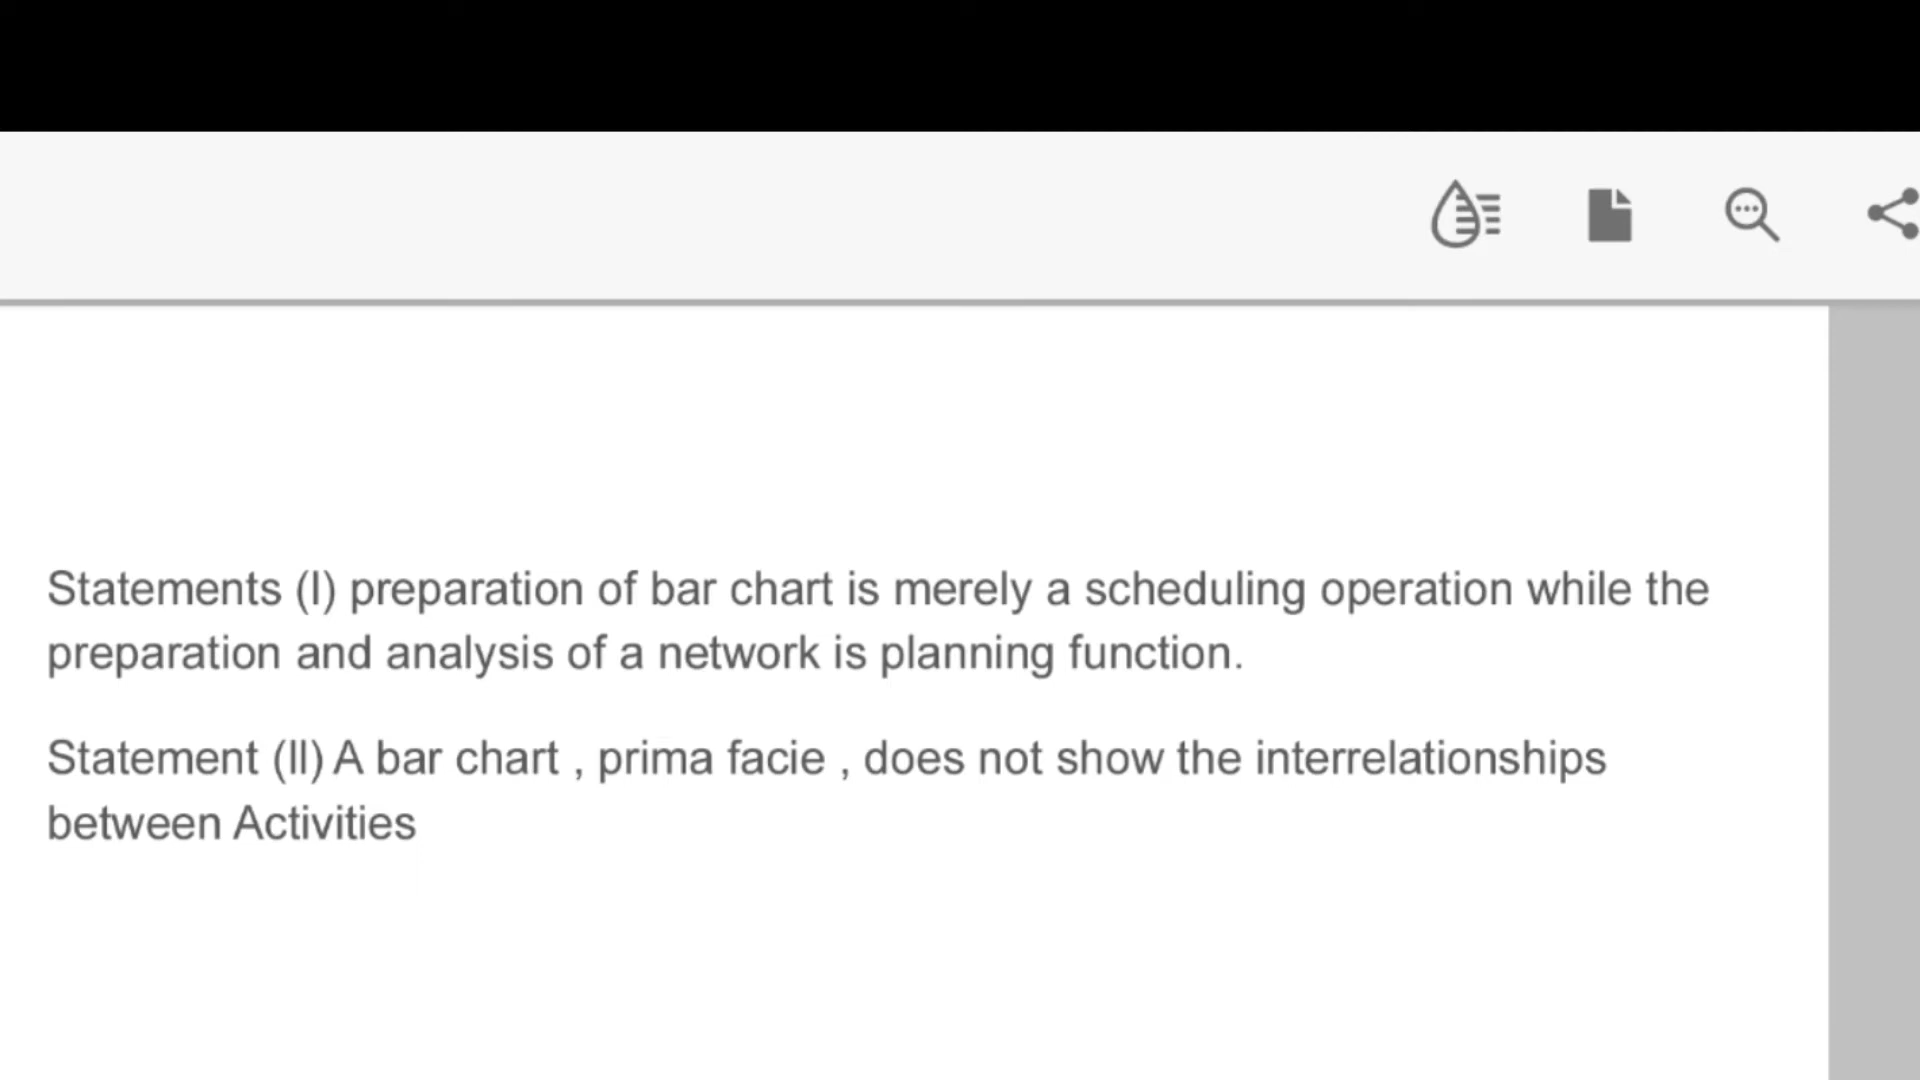 Statements (I) preparation of bar chart is merely a scheduling operation while the
preparation and analysis of a network is planning function.
Statement (II) A bar chart , prima facie , does not show the interrelationships
between Activities